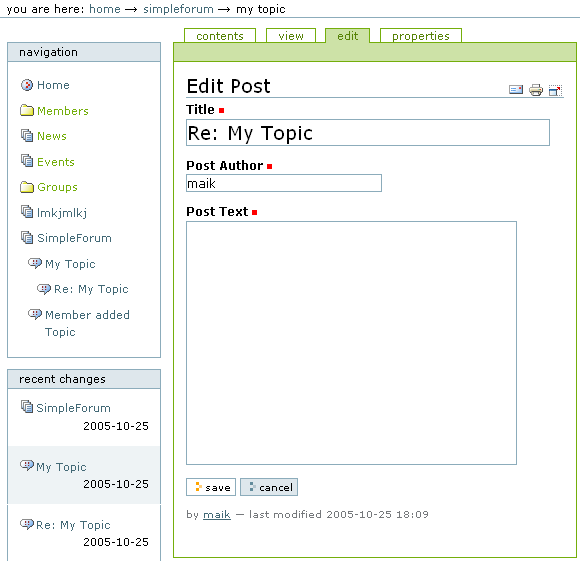 you are here: home → simpleforum → my topic
contents view edit properties
navigation
Home
Members
News
Events
Groups
lmkjmlkj
SimpleForum
My Topic
Re: My Topic
Member added
Topic
recent changes
SimpleForum
2005-10-25
My Topic
2005-10-25
Re: My Topic
2005-10-25
Edit Post
Title
Re: My Topic
Post Author
maik
Post Text
save cancel
by maik — last modified 2005-10-25 18:09